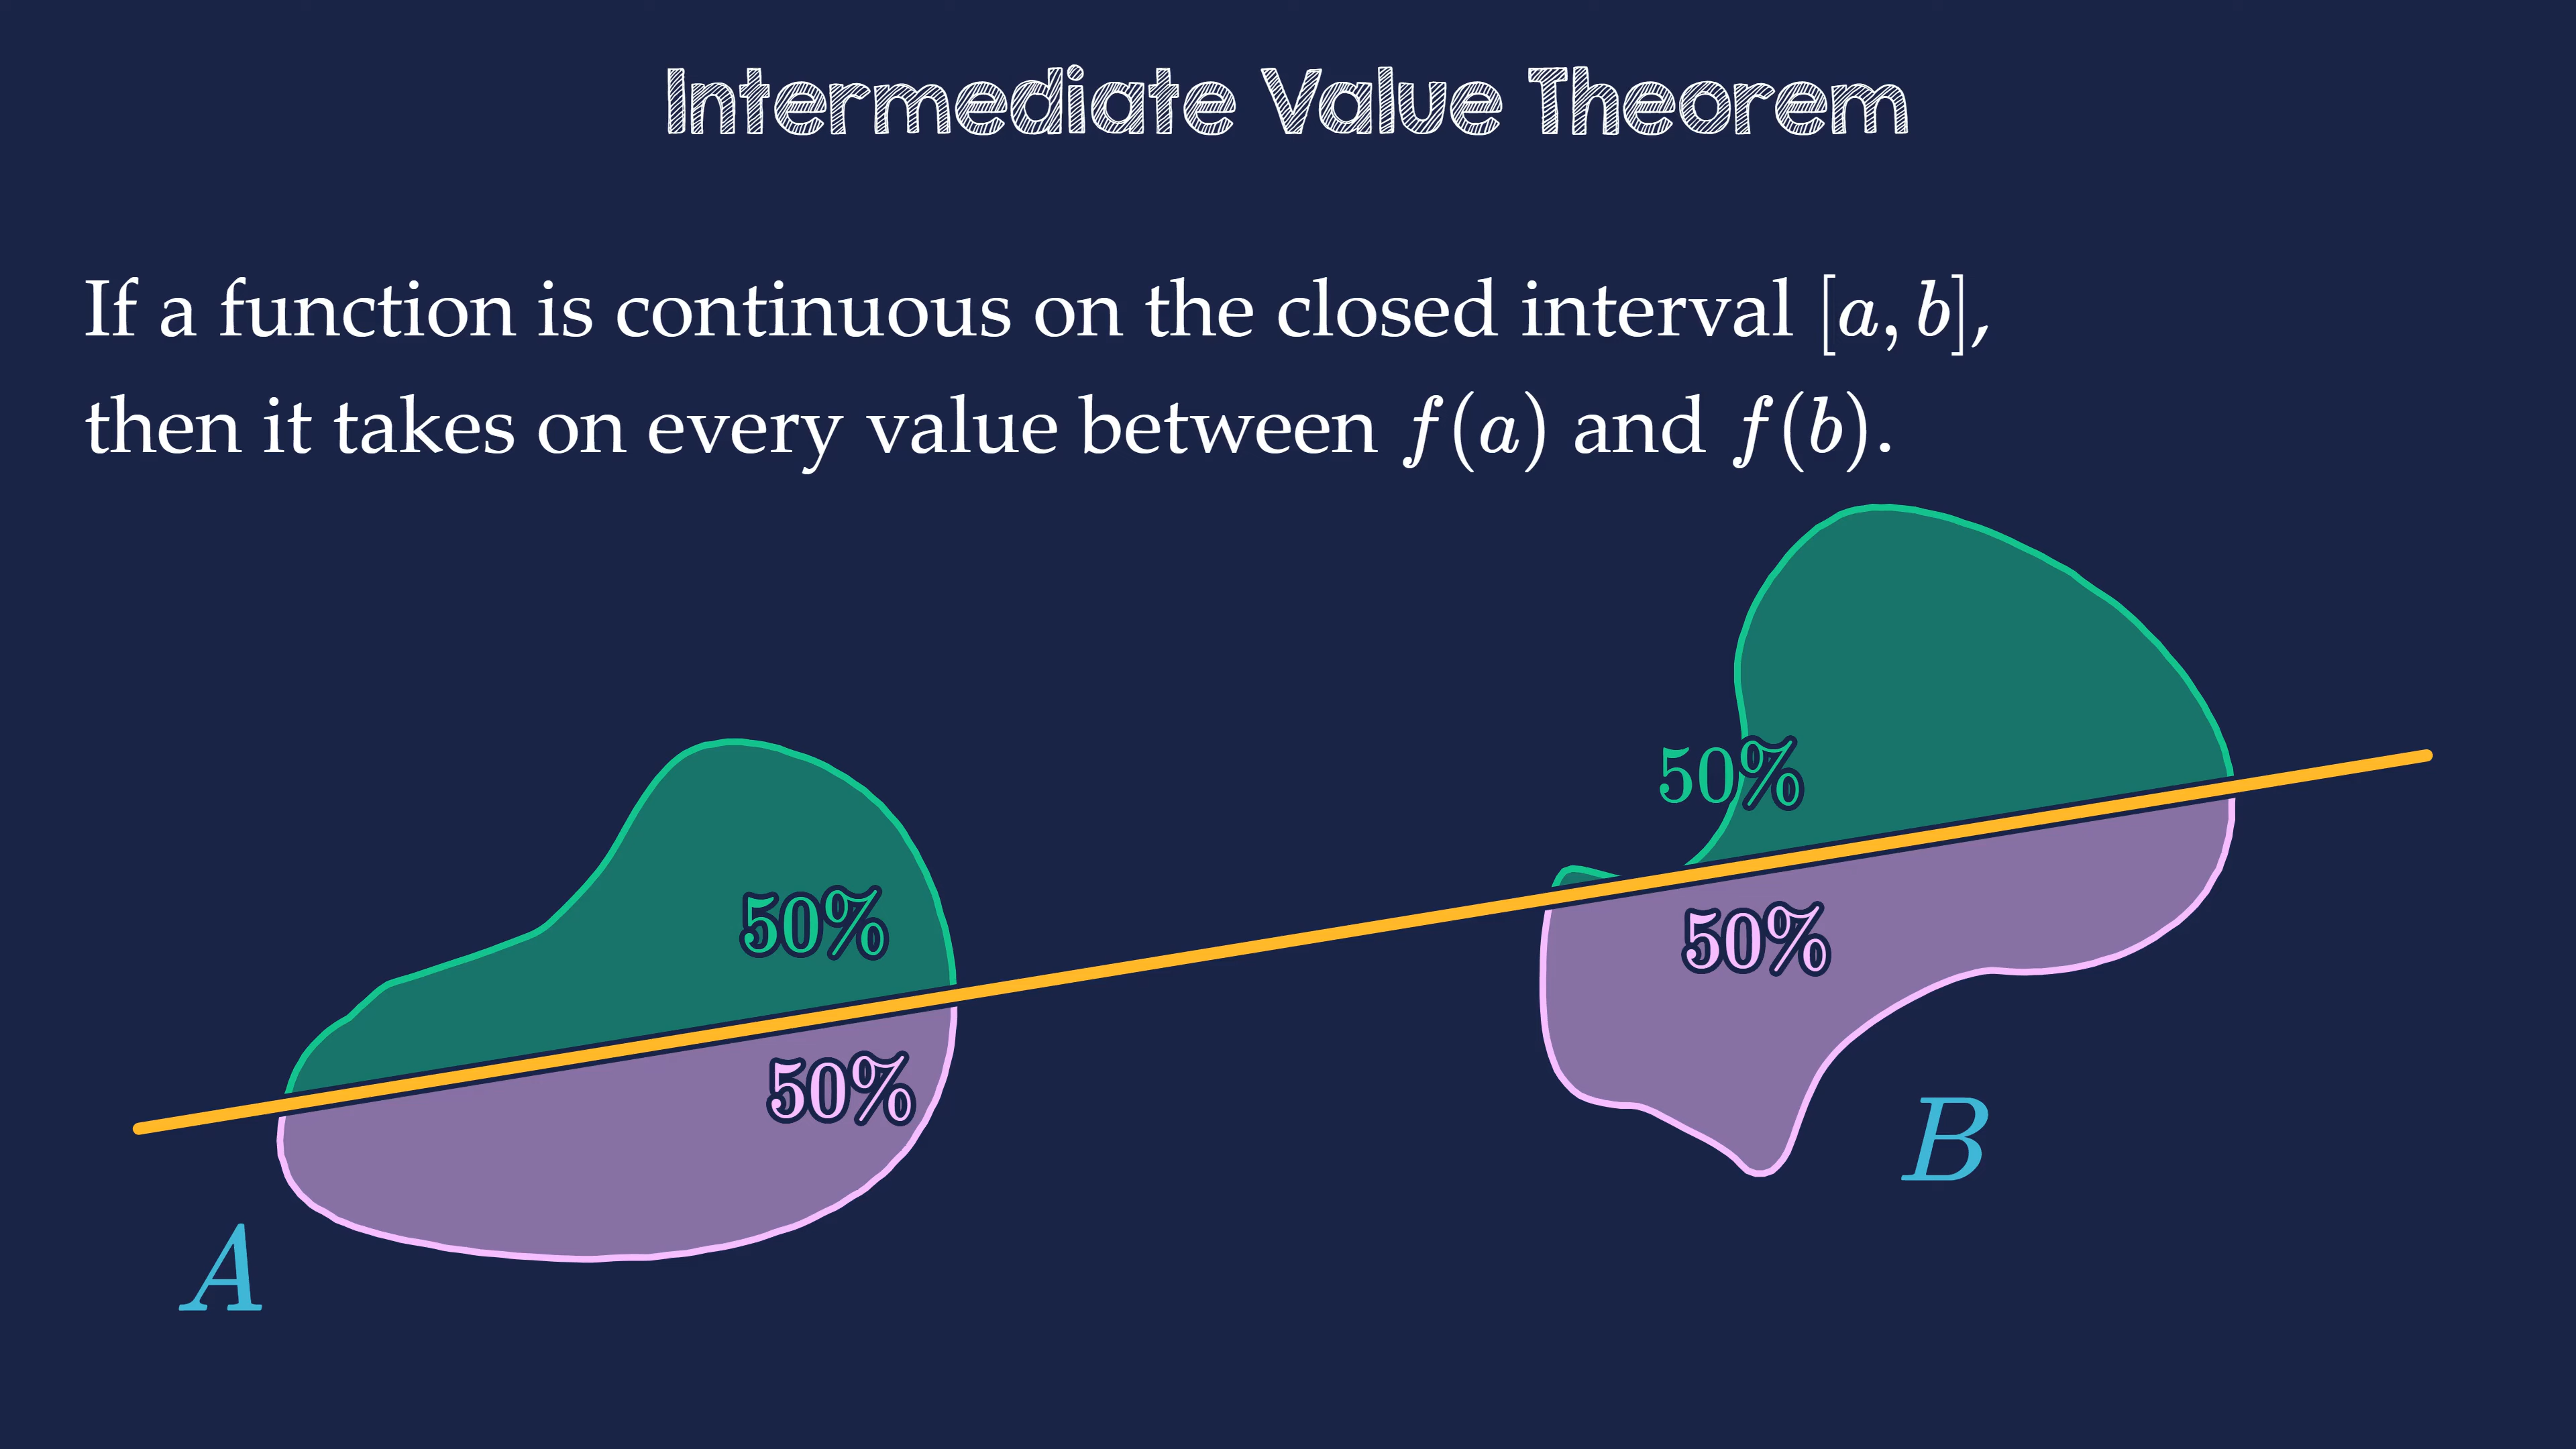 Intermediate Value Theorem
If a function is continuous on the closed interval [a, b],
then it takes on every value between f(a) and f(b).
50%
50%
50%
50%
B
A